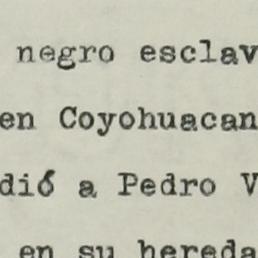 negro esclav
en Coyohuacan
dió a Pedro V
en su hereda